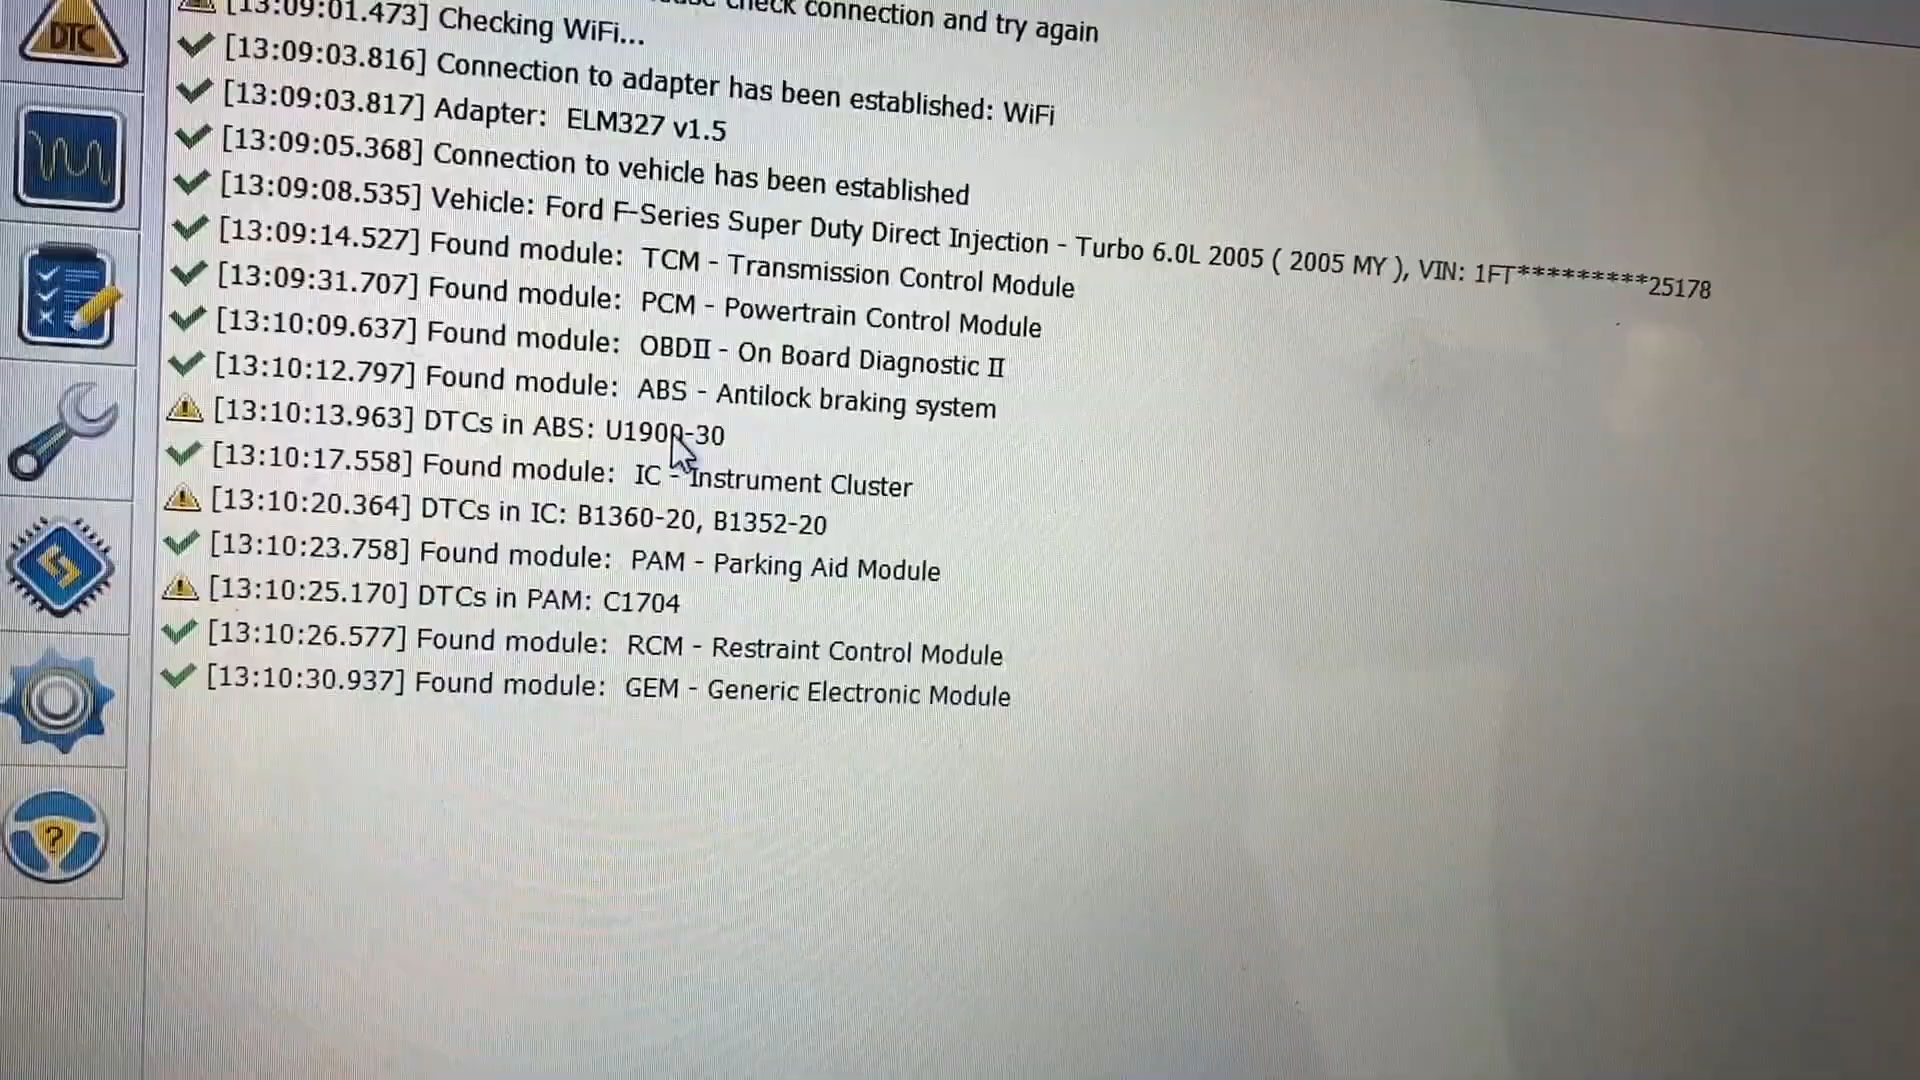 check connection and try again
[13:09:01.473] Checking WiFi...
[13:09:03.816] Connection to adapter has been established: WiFi
[13:09:03.817] Adapter: ELM327 v1.5
[13:09:05.368] Connection to vehicle has been established
[13:09:08.535] Vehicle: Ford F-Series Super Duty Direct Injection - Turbo 6.0L 2005 ( 2005 MY ), VIN: 1FT*********25178
[13:09:14.527] Found module: TCM - Transmission Control Module
[13:09:31.707] Found module: PCM - Powertrain Control Module
[13:10:09.637] Found module: OBDII - On Board Diagnostic II
[13:10:12.797] Found module: ABS - Antilock braking system
[13:10:13.963] DTCs in ABS: U1900-30
[13:10:17.558] Found module: IC - Instrument Cluster
[13:10:20.364] DTCs in IC: B1360-20, B1352-20
[13:10:23.758] Found module: PAM - Parking Aid Module
[13:10:25.170] DTCs in PAM: C1704
[13:10:26.577] Found module: RCM - Restraint Control Module
[13:10:30.937] Found module: GEM - Generic Electronic Module
DTC
?